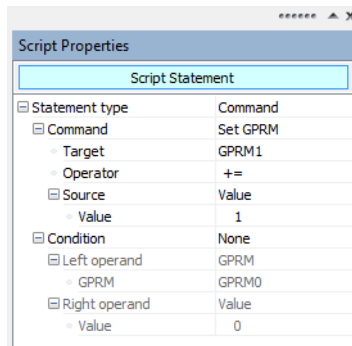 Script Properties
Script Statement
Statement type Command
Command Set GPRM
Target GPRM1
Operator +=
Source Value
Value 1
Condition None
Left operand GPRM
GPRM GPRM0
Right operand Value
Value 0